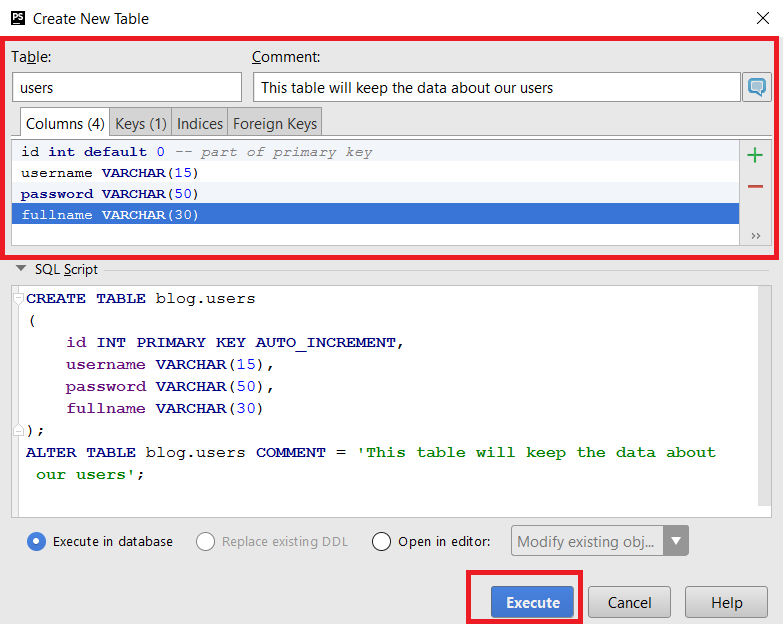 PS Create New Table
Table: Comment:
users This table will keep the data about our users
Columns (4) Keys (1) Indices Foreign Keys
id int default 0 -- part of primary key
username VARCHAR(15)
password VARCHAR(50)
fullname VARCHAR(30)
SQL Script
CREATE TABLE blog.users
(
id INT PRIMARY KEY AUTO_INCREMENT,
username VARCHAR(15),
password VARCHAR(50),
fullname VARCHAR(30)
);
ALTER TABLE blog.users COMMENT = 'This table will keep the data about
our users';
Execute in database Replace existing DDL Open in editor: Modify existing obj...
Execute Cancel Help